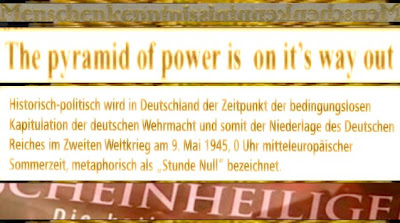 The pyramid of power is on it's way out
Historisch-politisch wird in Deutschland der Zeitpunkt der bedingungslosen
Kapitulation der deutschen Wehrmacht und somit der Niederlage des Deutschen
Reiches im Zweiten Weltkrieg am 9. Mai 1945, 0 Uhr mitteleuropäischer
Sommerzeit, metaphorisch als „Stunde Null“ bezeichnet.
CHEINHEILIGE